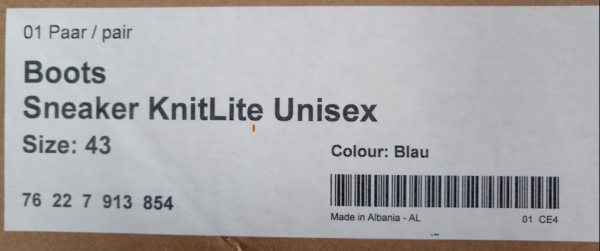 01 Paar / pair
Boots
Sneaker KnitLite Unisex
Size: 43
Colour: Blau
76 22 7 913 854
Made in Albania - AL 01 CE4